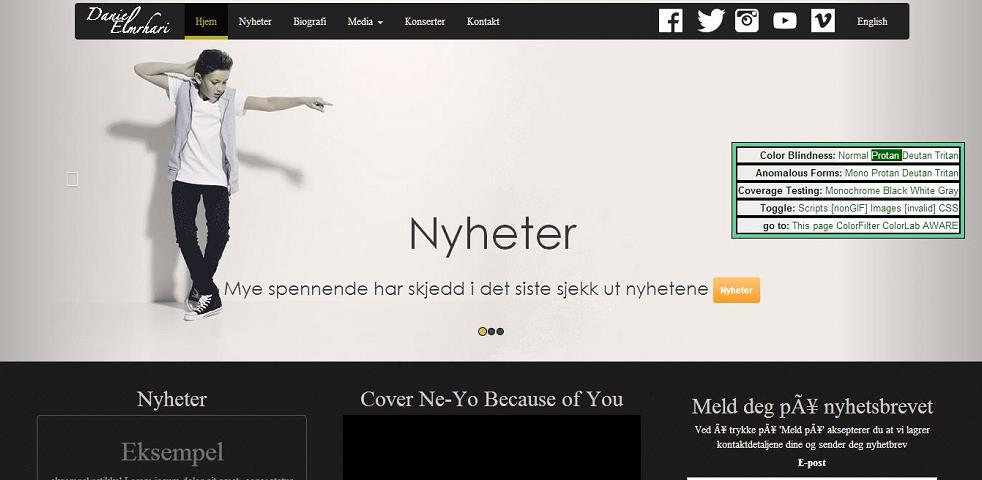 Daniel
Elmrhari
Hjem Nyheter Biografi Media Konserter Kontakt English
Color Blindness: Normal Protan Deutan Tritan
Anomalous Forms: Mono Protan Deutan Tritan
Coverage Testing: Monochrome Black White Gray
Toggle: Scripts [nonGIF] Images [invalid] CSS
go to: This page ColorFilter ColorLab AWARE
Nyheter
Mye spennende har skjedd i det siste sjekk ut nyhetene Nyheter
Nyheter
Eksempel
Cover Ne-Yo Because of You
Meld deg pÃ¥ nyhetsbrevet
Ved Ã¥ trykke pÃ¥ 'Meld pÃ¥' aksepterer du at vi lagrer
kontaktdetaljene dine og sender deg nyhetbrev
E-post